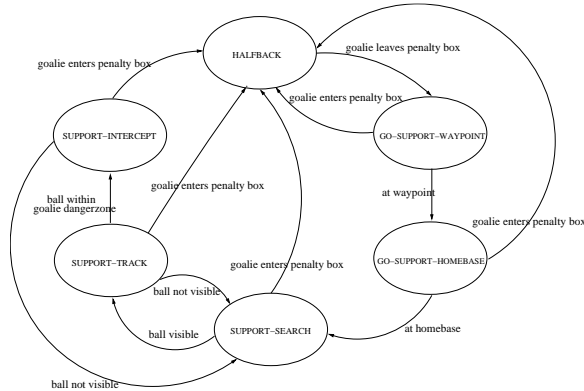 HALFBACK
goalie enters penalty box
goalie leaves penalty box
goalie enters penalty box
SUPPORT-INTERCEPT
GO-SUPPORT-WAYPOINT
goalie enters penalty box
ball within
goalie dangerzone
at waypoint
goalie enters penalty box
SUPPORT-TRACK
GO-SUPPORT-HOMEBASE
goalie enters penalty box
ball not visible
ball visible
SUPPORT-SEARCH
at homebase
ball not visible